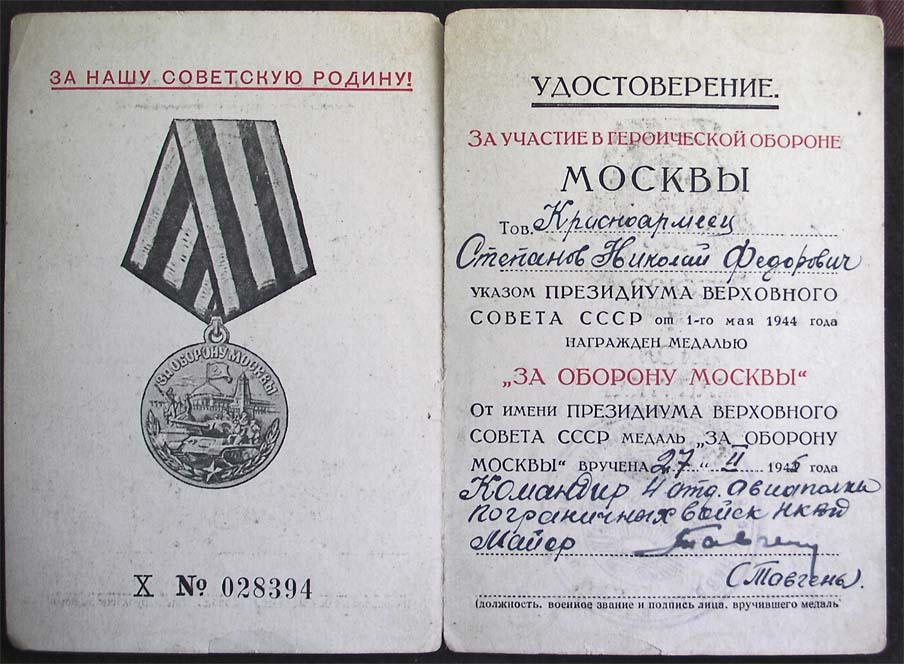 ЗА НАШУ СОВЕТСКУЮ РОДИНУ!
ЗА ОБОРОНУ МОСКВЫ
X № 028394
УДОСТОВЕРЕНИЕ.
ЗА УЧАСТИЕ В ГЕРОИЧЕСКОЙ ОБОРОНЕ
МОСКВЫ
Тов. Красноармеец
Степанов Николай Федорович
УКАЗОМ ПРЕЗИДИУМА ВЕРХОВНОГО
СОВЕТА СССР от 1-го мая 1944 года
НАГРАЖДЕН МЕДАЛЬЮ
„ЗА ОБОРОНУ МОСКВЫ“
От имени ПРЕЗИДИУМА ВЕРХОВНОГО
СОВЕТА СССР МЕДАЛЬ „ЗА ОБОРОНУ
МОСКВЫ“ ВРУЧЕНА 27 „ II 1945 года
Командир 4 отд. авиаполка
пограничных войск НКВД
Майор
(Тавгень).
(должность, военное звание и подпись лица, вручившего медаль